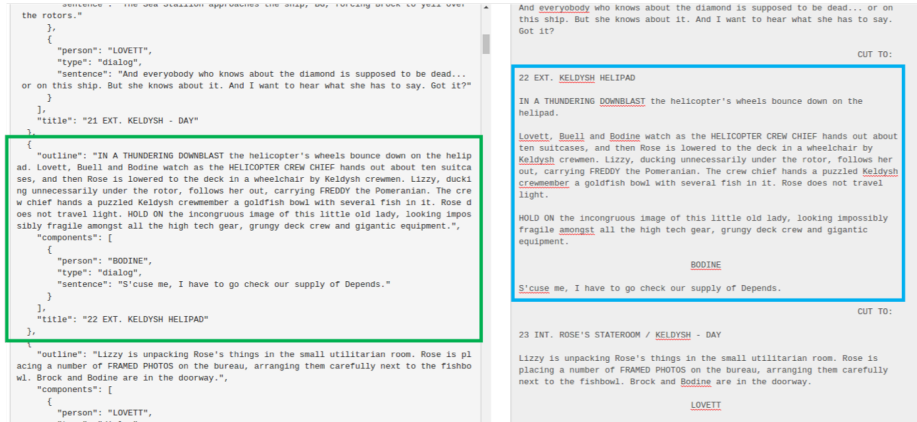 "sentence": "The Sea Stallion approaches the ship, BG, forcing Brock to yell over
the rotors."
},
{
"person": "LOVETT",
"type": "dialog",
"sentence": "And everyobody who knows about the diamond is supposed to be dead...
or on this ship. But she knows about it. And I want to hear what she has to say. Got it?"
}
],
"title": "21 EXT. KELDYSH - DAY"
},
{
"outline": "IN A THUNDERING DOWNBLAST the helicopter's wheels bounce down on the help
ad. Lovett, Buell and Bodine watch as the HELICOPTER CREW CHIEF hands out about ten suitca
ses, and then Rose is lowered to the deck in a wheelchair by Keldysh crewmen. Lizzy, ducki
ng unnecessarily under the rotor, follows her out, carrying FREDDY the Pomeranian. The cre
w chief hands a puzzled Keldysh crewmember a goldfish bowl with several fish in it. Rose d
oes not travel light. HOLD ON the incongruous image of this little old lady, looking impos
sibly fragile amongst all the high tech gear, grungy deck crew and gigantic equipment.",
"components": [
{
"person": "BODINE",
"type": "dialog",
"sentence": "S'cuse me, I have to go check our supply of Depends."
}
],
"title": "22 EXT. KELDYSH HELIPAD"
},
{
"outline": "Lizzy is unpacking Rose's things in the small utilitarian room. Rose is pl
acing a number of FRAMED PHOTOS on the bureau, arranging them carefully next to the fishbo
wl. Brock and Bodine are in the doorway.",
"components": [
{
"person": "LOVETT",
And everyobody who knows about the diamond is supposed to be dead... or on
this ship. But she knows about it. And I want to hear what she has to say.
Got it?
CUT TO:
22 EXT. KELDYSH HELIPAD
IN A THUNDERING DOWNBLAST the helicopter's wheels bounce down on the
helipad.
Lovett, Buell and Bodine watch as the HELICOPTER CREW CHIEF hands out about
ten suitcases, and then Rose is lowered to the deck in a wheelchair by
Keldysh crewmen. Lizzy, ducking unnecessarily under the rotor, follows her
out, carrying FREDDY the Pomeranian. The crew chief hands a puzzled Keldysh
crewmember a goldfish bowl with several fish in it. Rose does not travel
light.
HOLD ON the incongruous image of this little old lady, looking impossibly
fragile amongst all the high tech gear, grungy deck crew and gigantic
equipment.
BODINE
S'cuse me, I have to go check our supply of Depends.
CUT TO:
23 INT. ROSE'S STATEROOM / KELDYSH - DAY
Lizzy is unpacking Rose's things in the small utilitarian room. Rose is
placing a number of FRAMED PHOTOS on the bureau, arranging them carefully
next to the fishbowl. Brock and Bodine are in the doorway.
LOVETT